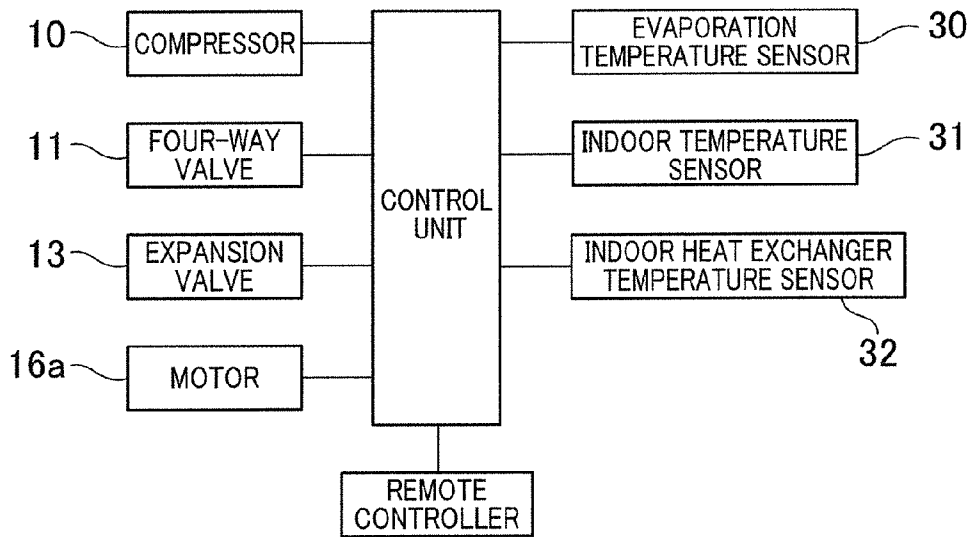 10
COMPRESSOR
11
FOUR-WAY
VALVE
13
EXPANSION
VALVE
16a
MOTOR
CONTROL
UNIT
EVAPORATION
TEMPERATURE SENSOR
30
INDOOR TEMPERATURE
SENSOR
31
INDOOR HEAT EXCHANGER
TEMPERATURE SENSOR
32
REMOTE
CONTROLLER